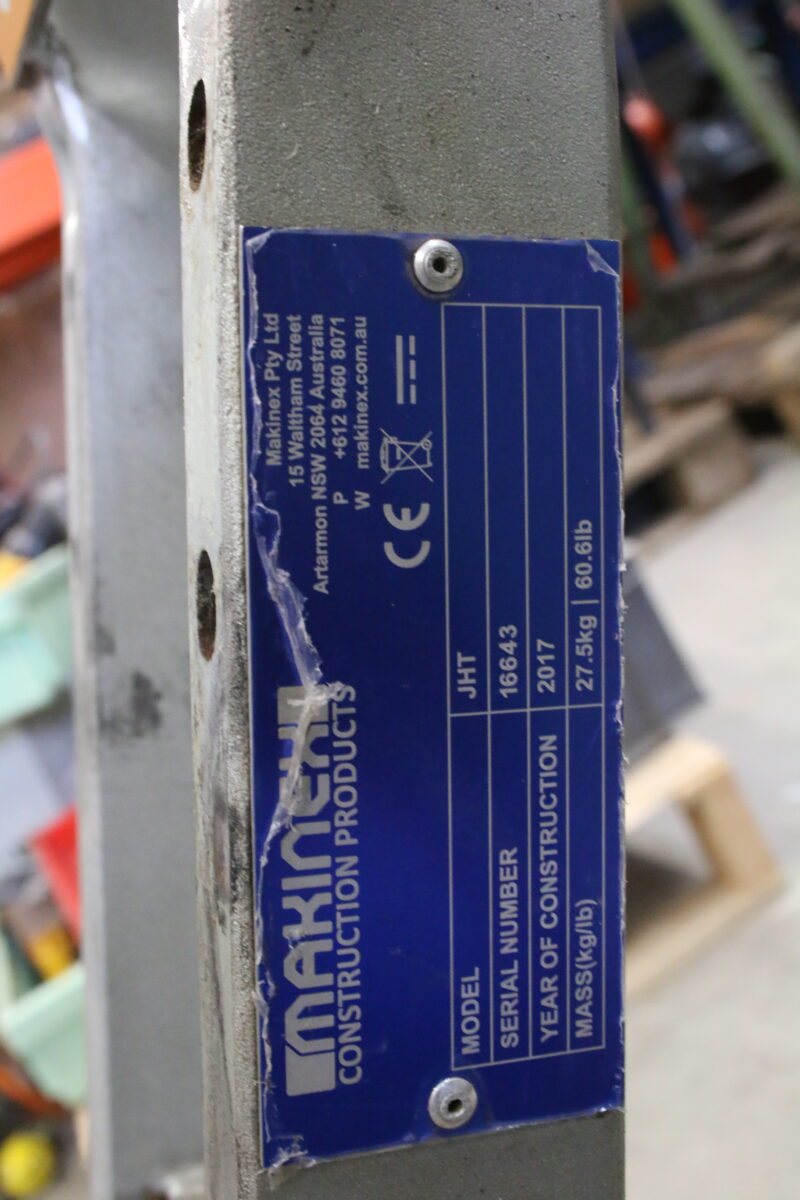 MAKINEX
CONSTRUCTION PRODUCTS
Makinex Pty Ltd
15 Waltham Street
Artarmon NSW 2064 Australia
P +612 9460 8071
W makinex.com.au
CE
MODEL JHT
SERIAL NUMBER 16643
YEAR OF CONSTRUCTION 2017
MASS(kg/lb) 27.5kg | 60.6lb